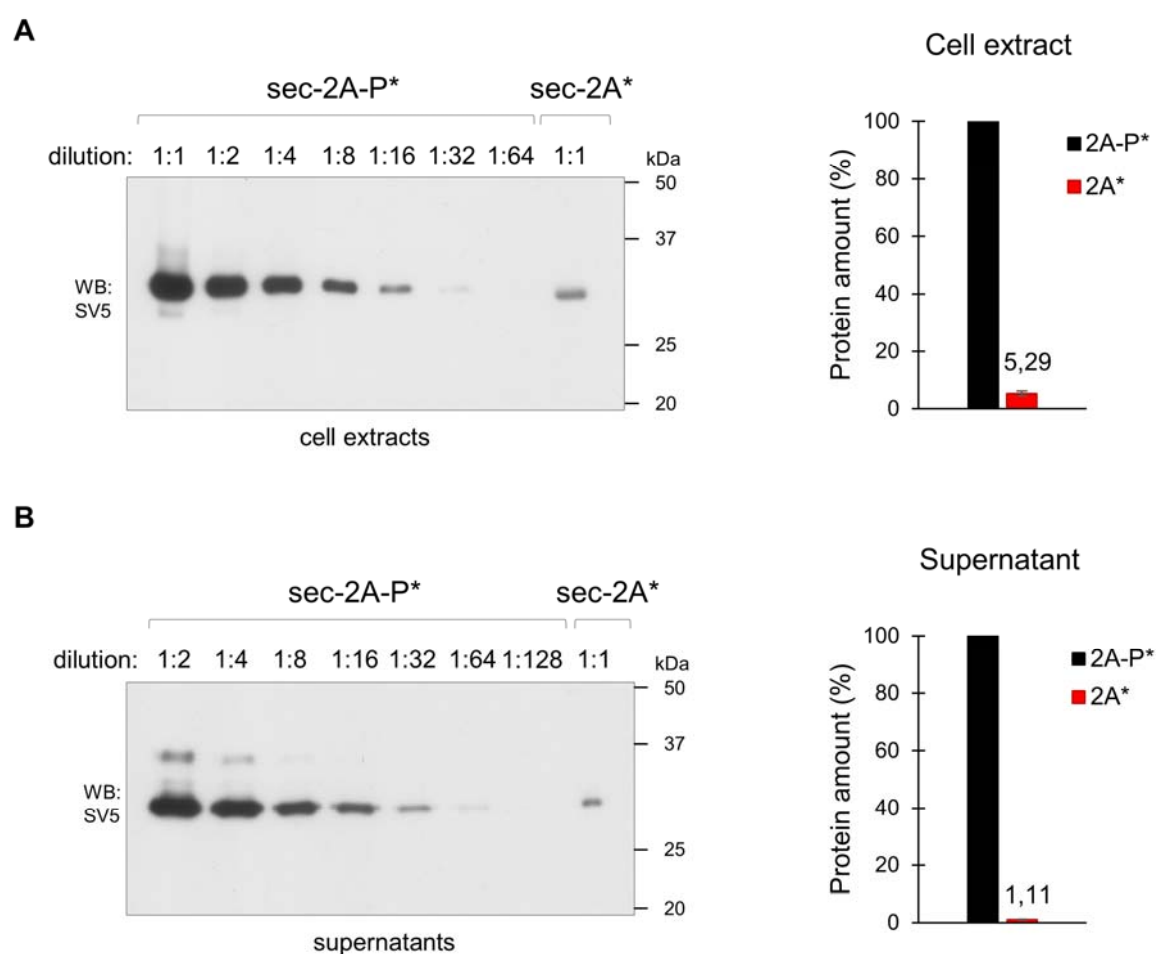 A
sec-2A-P* sec-2A*
dilution: 1:1 1:2 1:4 1:8 1:16 1:32 1:64 1:1 kDa
50
37
WB:
SV5
25
20
cell extracts
Cell extract
Protein amount (%)
100
80
60
40
20
0
5,29
2A-P*
2A*
B
sec-2A-P* sec-2A*
dilution: 1:2 1:4 1:8 1:16 1:32 1:64 1:128 1:1 kDa
50
37
WB:
SV5
25
20
supernatants
Supernatant
Protein amount (%)
100
80
60
40
20
0
1,11
2A-P*
2A*